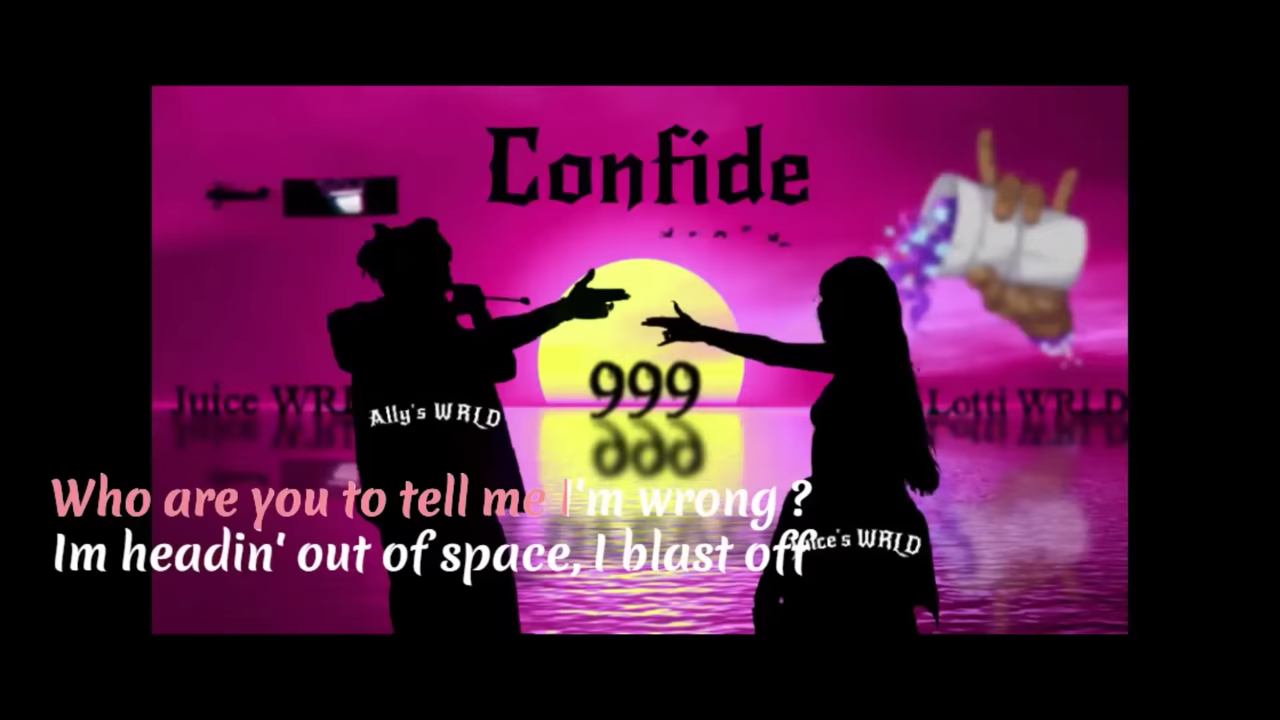 Confide
999
Juice WRL
Lotti WRLD
Ally's WRLD
Who are you to tell me I'm wrong ?
Im headin' out of space, I blast off
WRLD